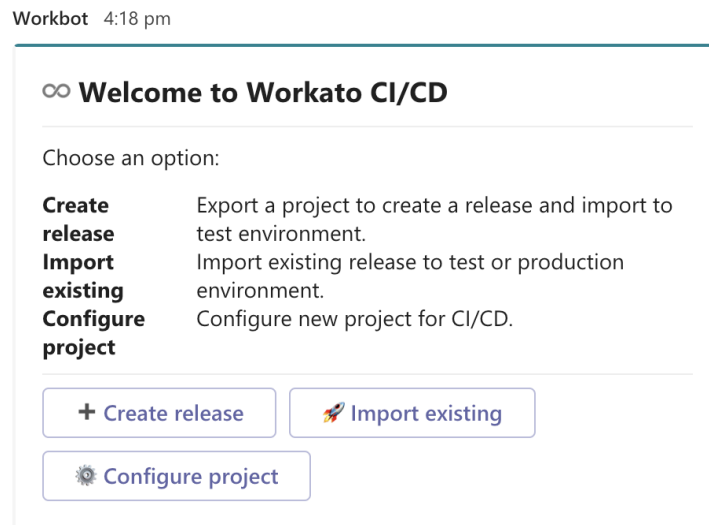 Workbot 4:18 pm
Welcome to Workato CI/CD
Choose an option:
Create release Export a project to create a release and import to test environment.
Import existing Import existing release to test or production environment.
Configure project Configure new project for CI/CD.
Create release
Import existing
Configure project